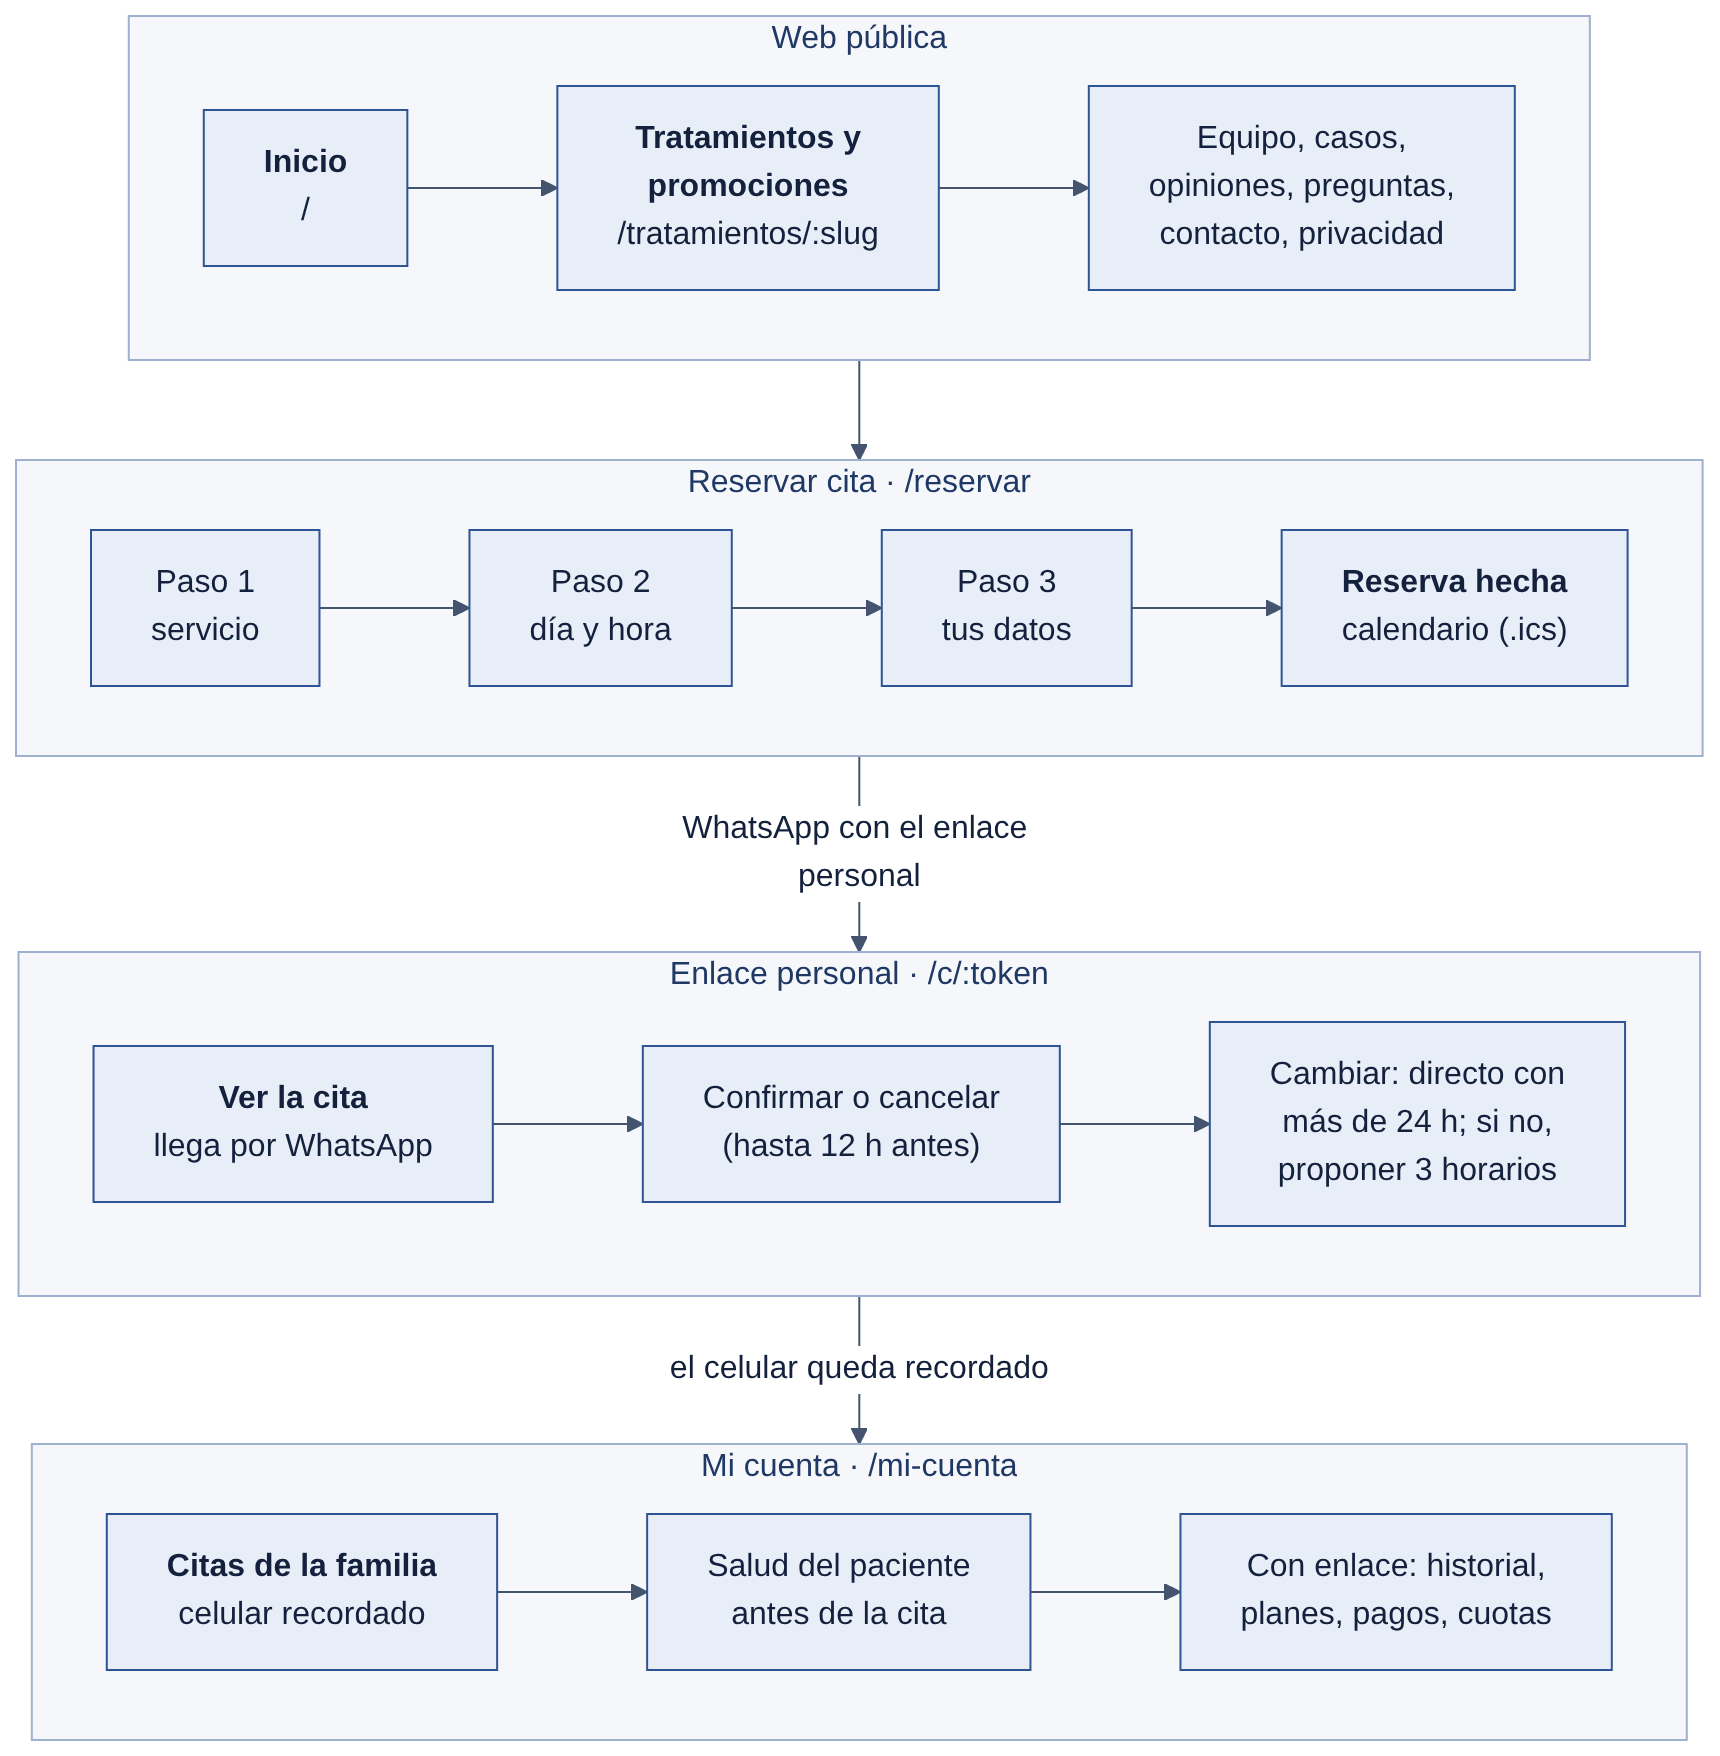 Web pública
Inicio
/
Tratamientos y
promociones
/tratamientos/:slug
Equipo, casos,
opiniones, preguntas,
contacto, privacidad
Reservar cita · /reservar
Paso 1
servicio
Paso 2
día y hora
Paso 3
tus datos
Reserva hecha
calendario (.ics)
WhatsApp con el enlace
personal
Enlace personal · /c/:token
Ver la cita
llega por WhatsApp
Confirmar o cancelar
(hasta 12 h antes)
Cambiar: directo con
más de 24 h; si no,
proponer 3 horarios
el celular queda recordado
Mi cuenta · /mi-cuenta
Citas de la familia
celular recordado
Salud del paciente
antes de la cita
Con enlace: historial,
planes, pagos, cuotas